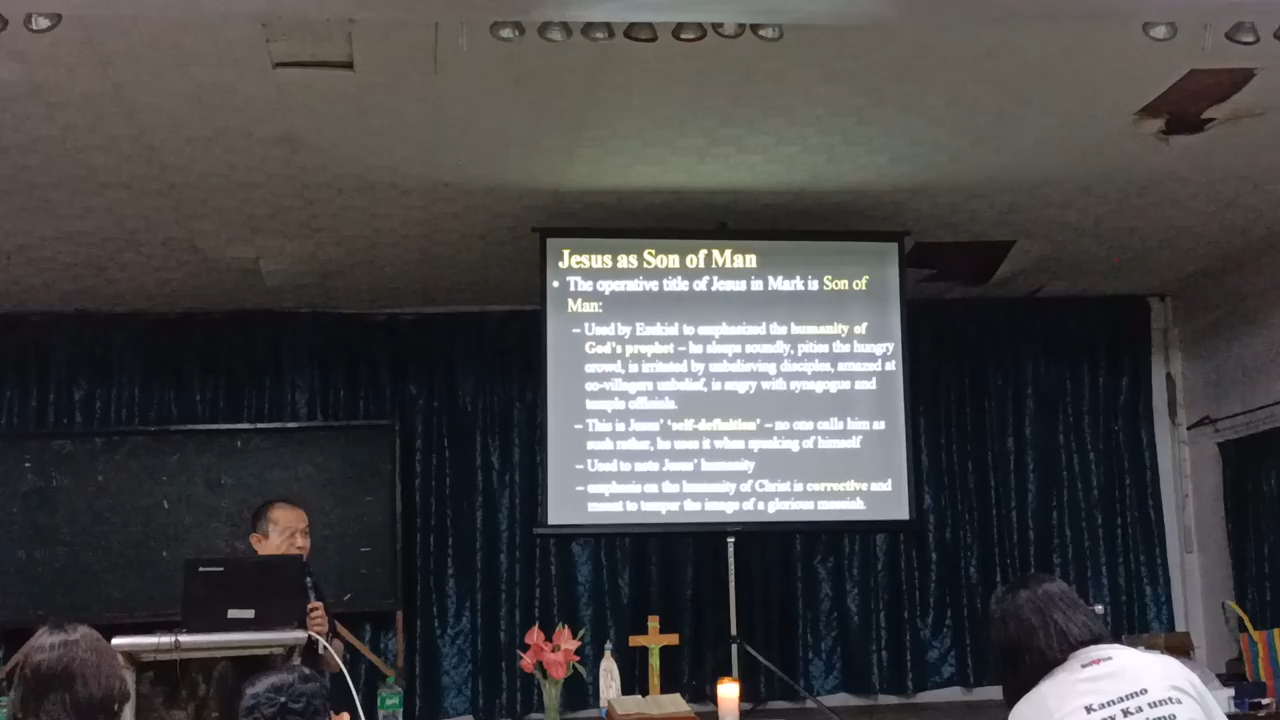 Jesus as Son of Man
• The operative title of Jesus in Mark is Son of
Man:
– Used by Ezekiel to emphasized the humanity of
God's prophet – he sleeps soundly, pities the hungry
crowd, is irritated by unbelieving disciples, amazed at
co-villagers unbelief, is angry with synagogue and
temple officials.
– This is Jesus' 'self-definition' – no one calls him as
such rather, he uses it when speaking of himself
– Used to note Jesus' humanity
– emphasis on the humanity of Christ is corrective and
meant to temper the image of a glorious messiah.
lenovo
Kanamo
Ka unta